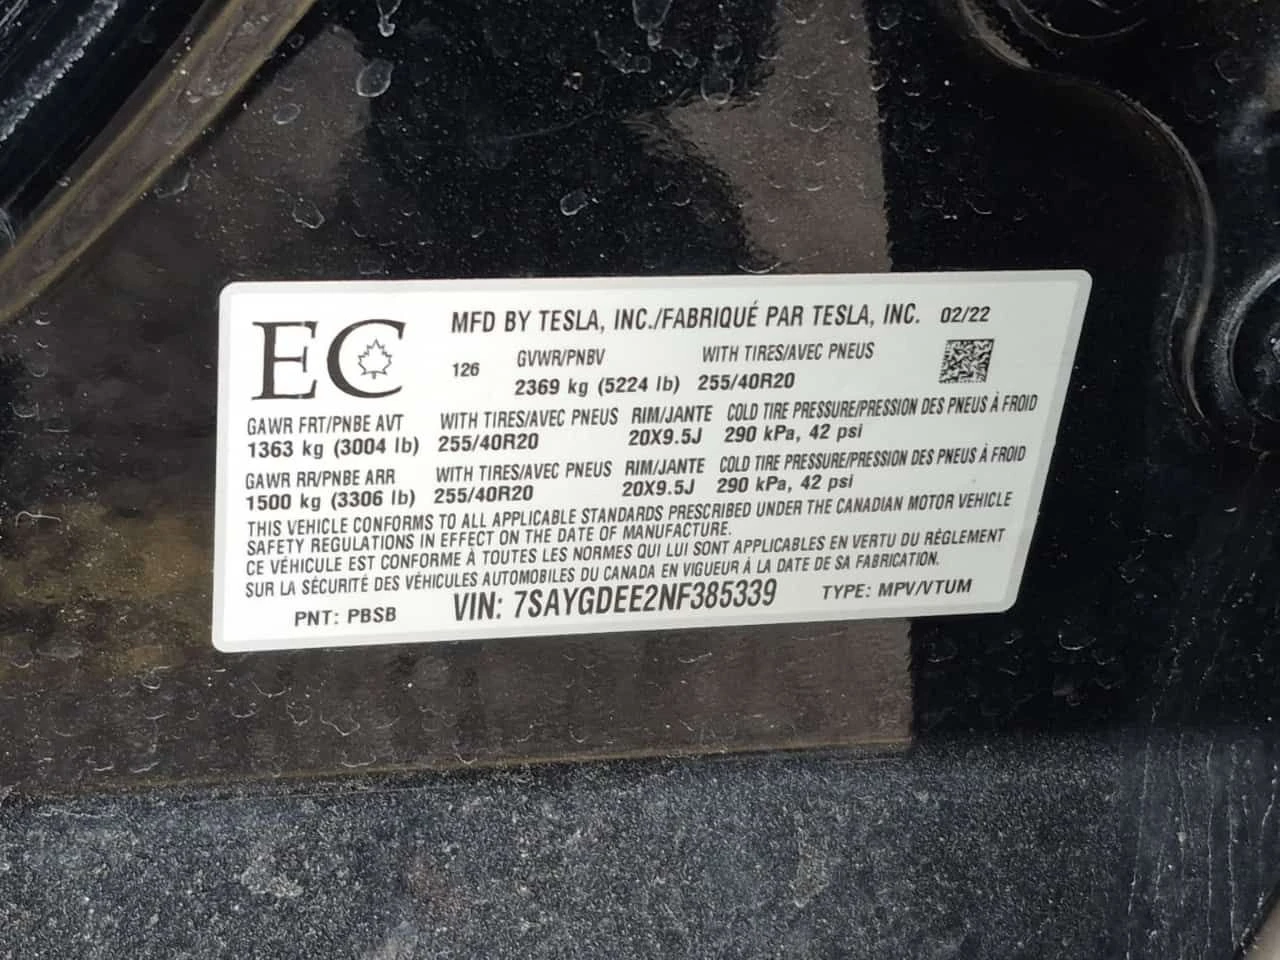 EC
MFD BY TESLA, INC./FABRIQUÉ PAR TESLA, INC. 02/22
126 GVWR/PNBV WITH TIRES/AVEC PNEUS
2369 kg (5224 lb) 255/40R20
GAWR FRT/PNBE AVT WITH TIRES/AVEC PNEUS RIM/JANTE COLD TIRE PRESSURE/PRESSION DES PNEUS À FROID
1363 kg (3004 lb) 255/40R20 20X9.5J 290 kPa, 42 psi
GAWR RR/PNBE ARR WITH TIRES/AVEC PNEUS RIM/JANTE COLD TIRE PRESSURE/PRESSION DES PNEUS À FROID
1500 kg (3306 lb) 255/40R20 20X9.5J 290 kPa, 42 psi
THIS VEHICLE CONFORMS TO ALL APPLICABLE STANDARDS PRESCRIBED UNDER THE CANADIAN MOTOR VEHICLE
SAFETY REGULATIONS IN EFFECT ON THE DATE OF MANUFACTURE.
CE VÉHICULE EST CONFORME À TOUTES LES NORMES QUI LUI SONT APPLICABLES EN VERTU DU RÈGLEMENT
SUR LA SÉCURITÉ DES VÉHICULES AUTOMOBILES DU CANADA EN VIGUEUR À LA DATE DE SA FABRICATION.
PNT: PBSB VIN: 7SAYGDEE2NF385339 TYPE: MPV/VTUM